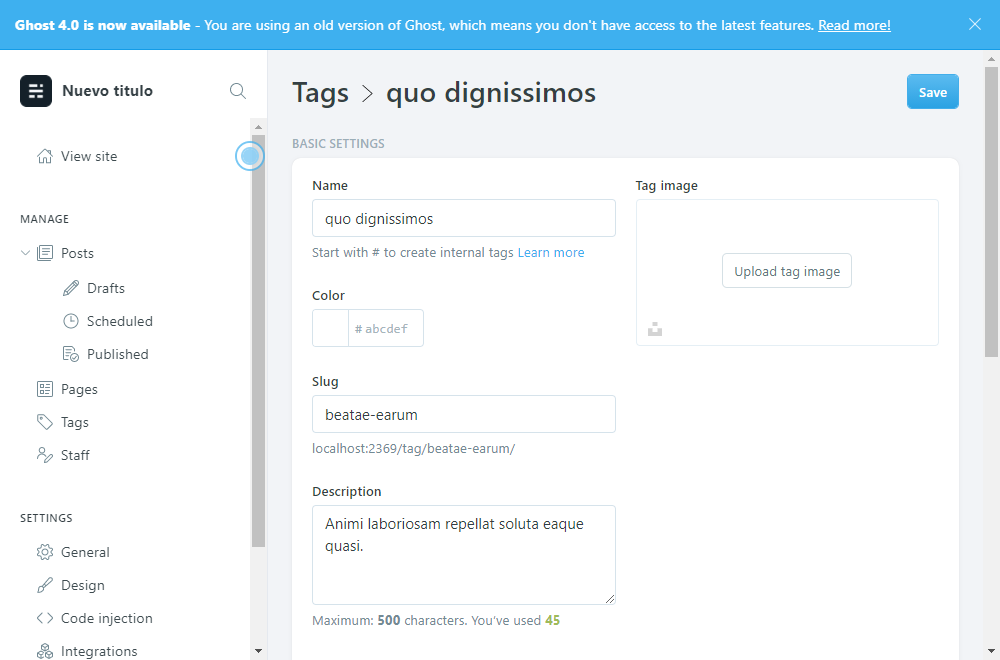 Ghost 4.0 is now available - You are using an old version of Ghost, which means you don't have access to the latest features. Read more!
Nuevo titulo
View site
MANAGE
Posts
Drafts
Scheduled
Published
Pages
Tags
Staff
SETTINGS
General
Design
Code injection
Integrations
Tags > quo dignissimos
Save
BASIC SETTINGS
Name
quo dignissimos
Start with # to create internal tags Learn more
Color
# abcdef
Slug
beatae-earum
localhost:2369/tag/beatae-earum/
Description
Animi laboriosam repellat soluta eaque
quasi.
Maximum: 500 characters. You've used 45
Tag image
Upload tag image